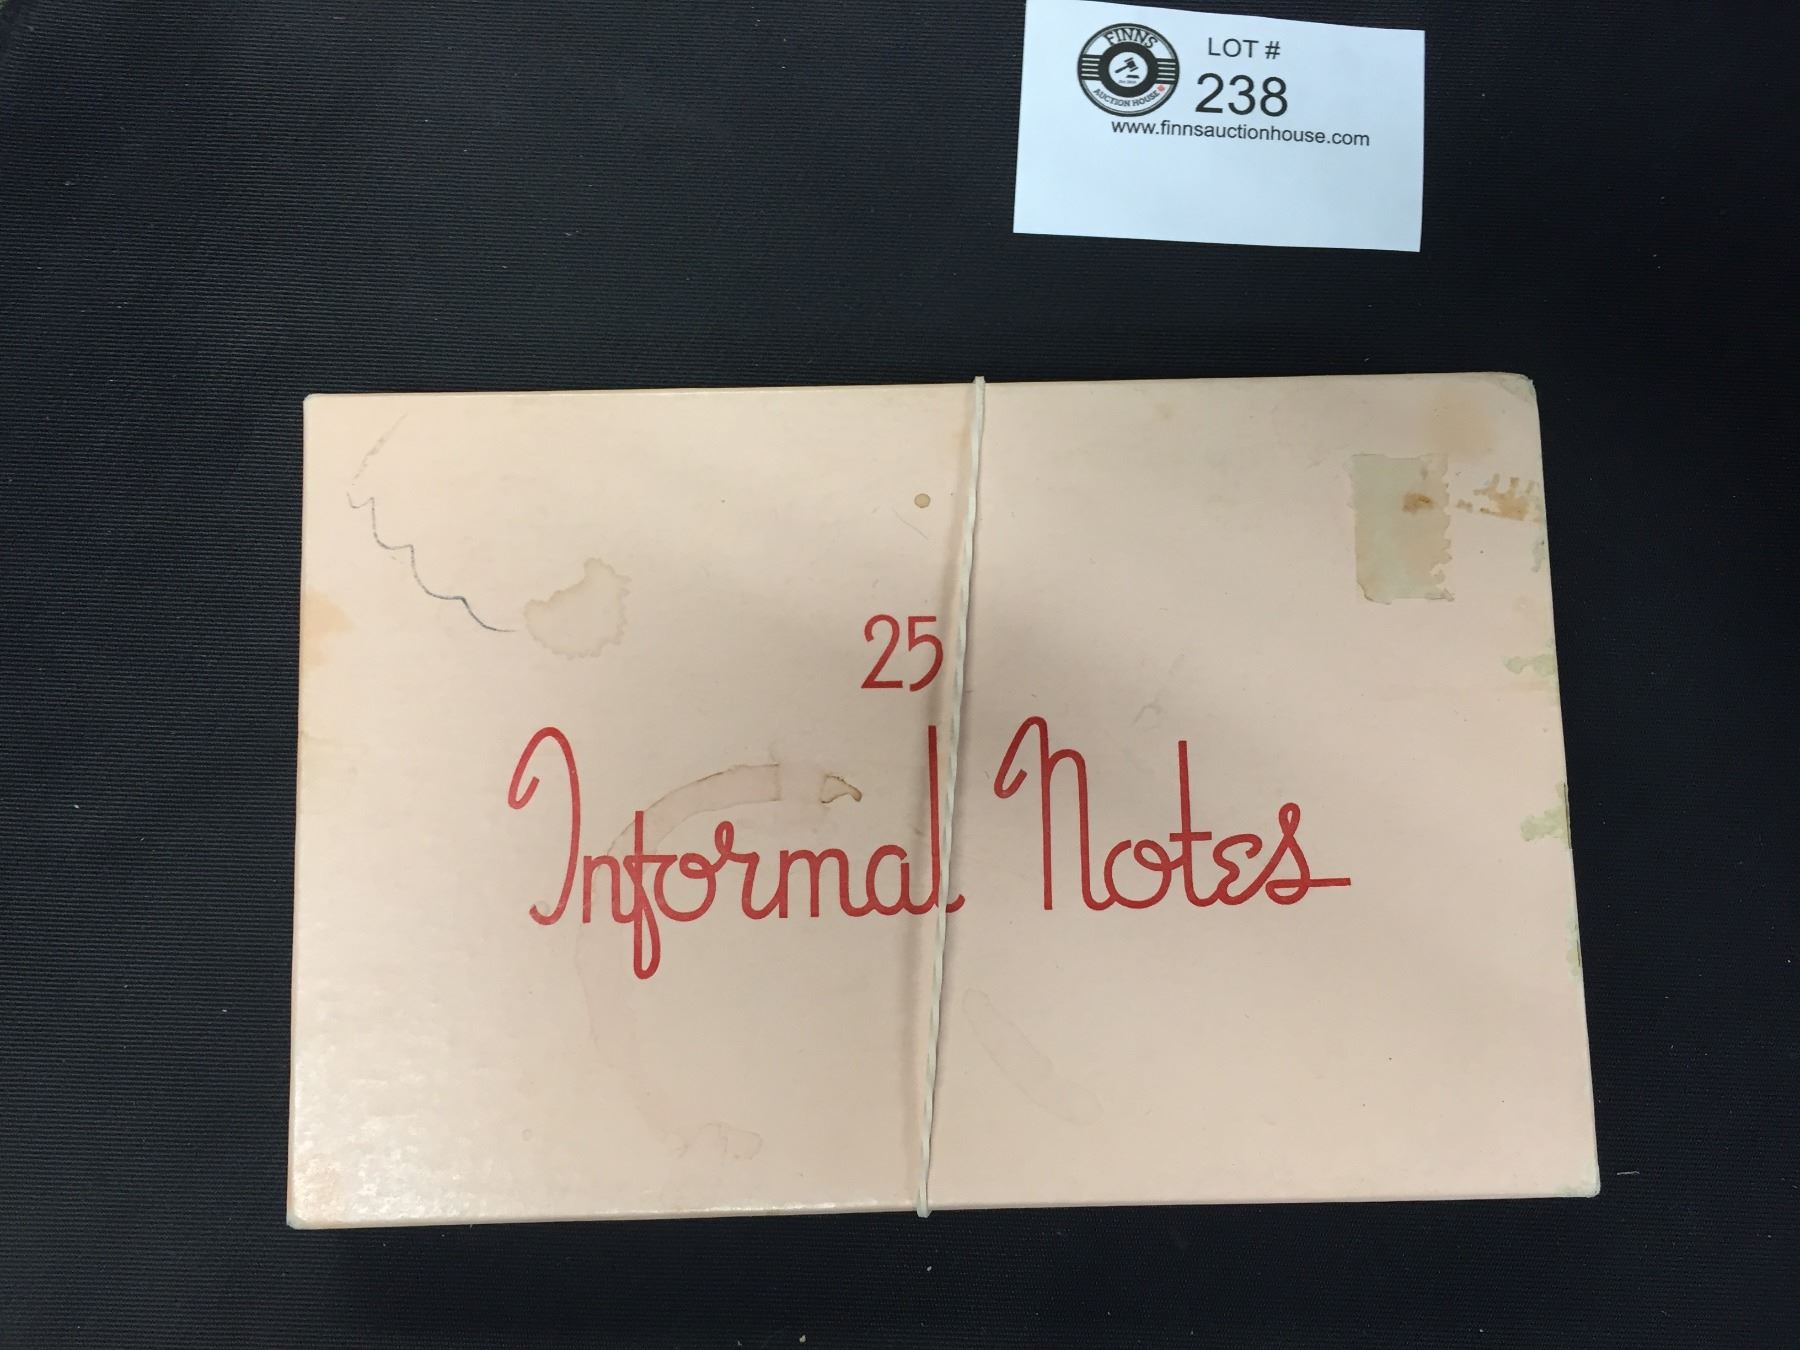 FINNS
AUCTION HOUSE
LOT #
238
www.finnsauctionhouse.com
25
Informal Notes